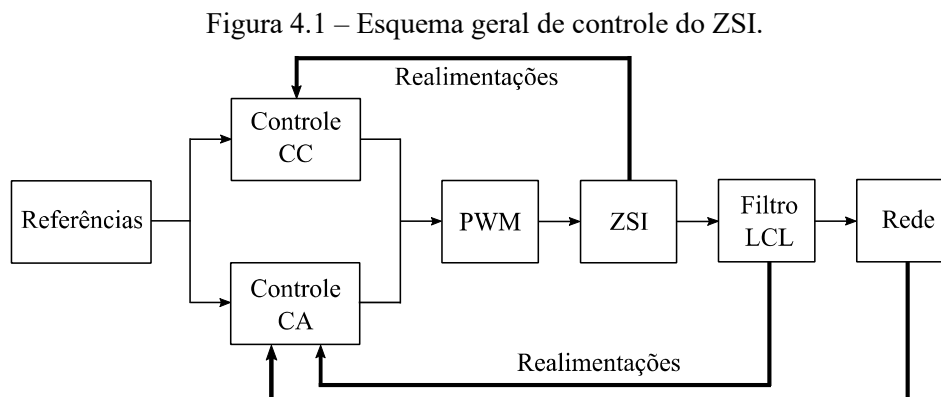 Figura 4.1 – Esquema geral de controle do ZSI.
Realimentações
Controle
CC
Referências
PWM
ZSI
Filtro
LCL
Rede
Controle
CA
Realimentações